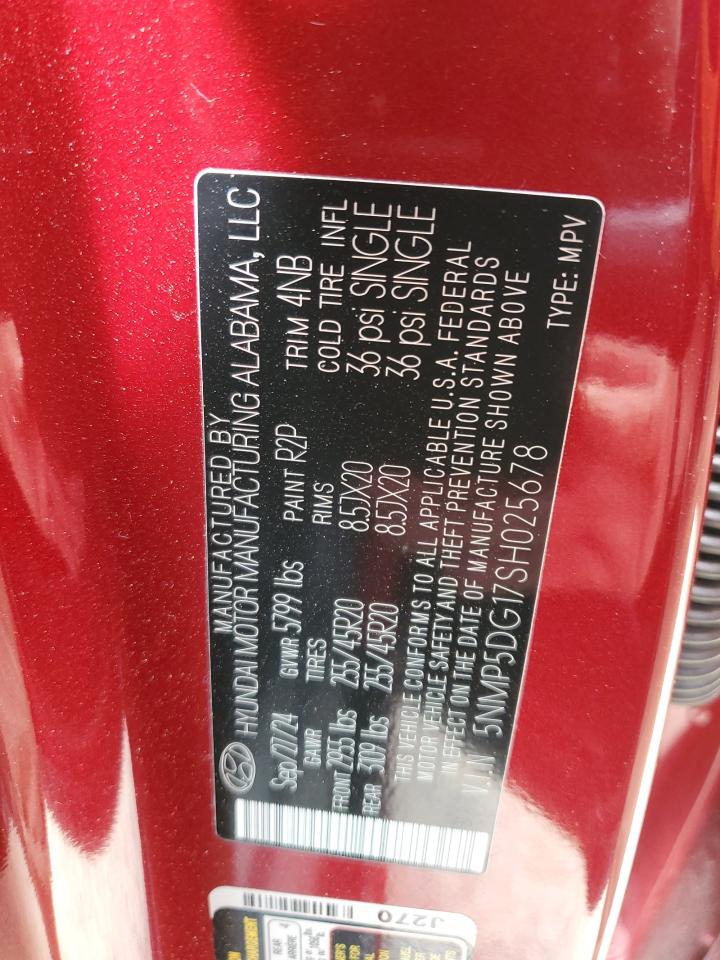 MANUFACTURED BY
HYUNDAI MOTOR MANUFACTURING ALABAMA, LLC
Sep/27/24 GVWR 5799 lbs PAINT R2P TRIM 4NB
GAWR TIRES RIMS COLD TIRE INFL
FRONT 2955 lbs 255/45R20 8.5JX20 36 psi SINGLE
REAR 3109 lbs 255/45R20 8.5JX20 36 psi SINGLE
THIS VEHICLE CONFORMS TO ALL APPLICABLE U.S.A. FEDERAL
MOTOR VEHICLE SAFETY AND THEFT PREVENTION STANDARDS
IN EFFECT ON THE DATE OF MANUFACTURE SHOWN ABOVE
V.I.N 5NMP5DG17SH025678
TYPE: MPV
J270
REAR 4
ARRIERE